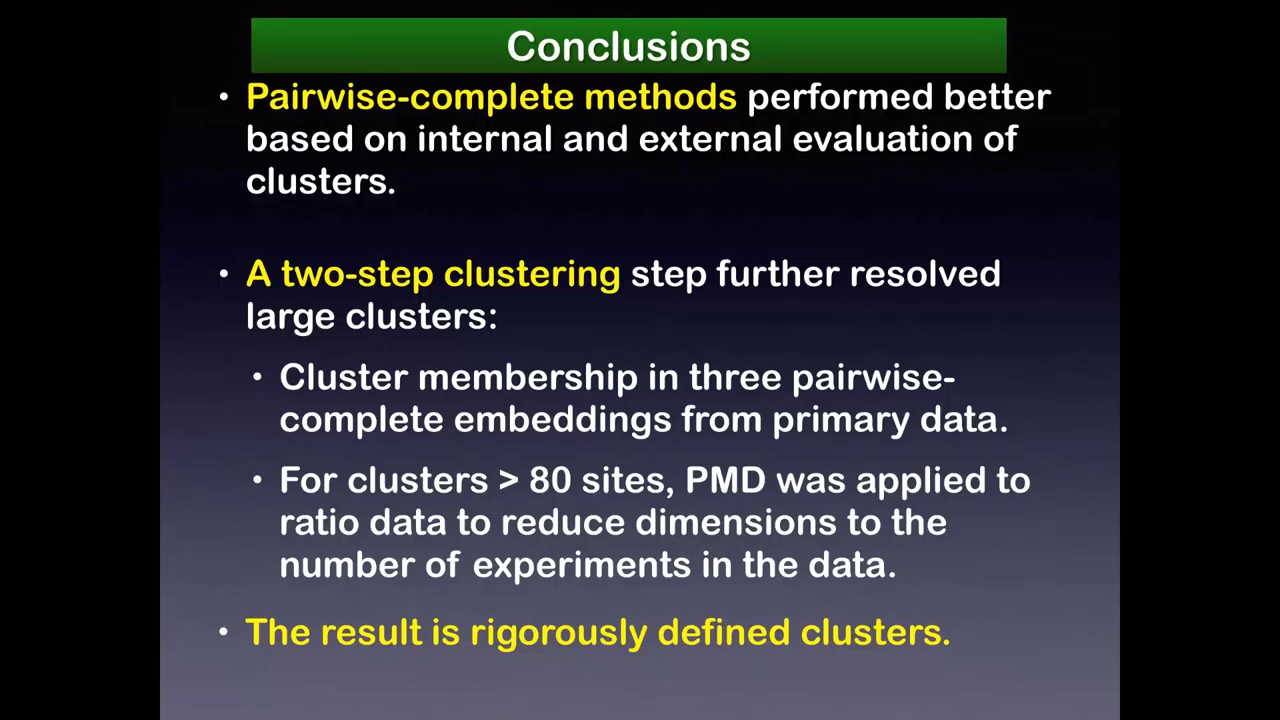 Conclusions
• Pairwise-complete methods performed better
based on internal and external evaluation of
clusters.
• A two-step clustering step further resolved
large clusters:
• Cluster membership in three pairwise-
complete embeddings from primary data.
• For clusters > 80 sites, PMD was applied to
ratio data to reduce dimensions to the
number of experiments in the data.
• The result is rigorously defined clusters.